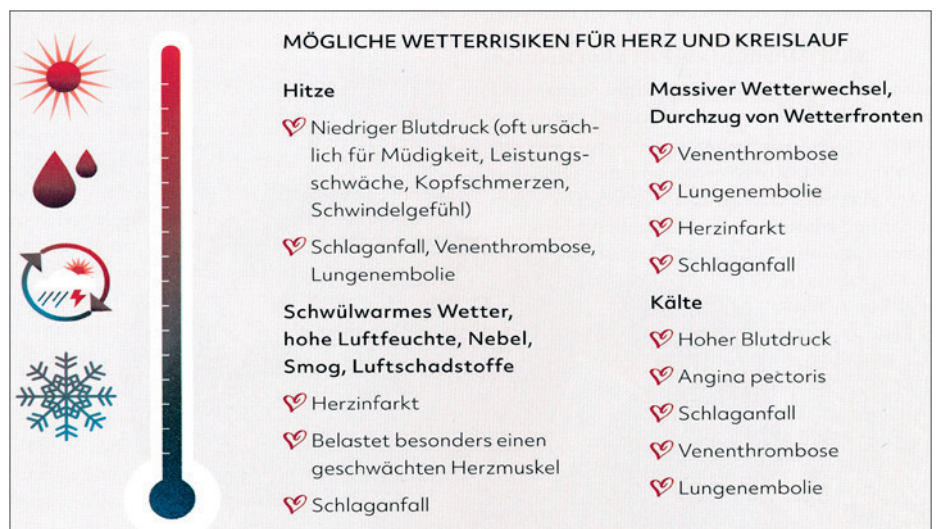 MÖGLICHE WETTERRISIKEN FÜR HERZ UND KREISLAUF
Hitze
Niedriger Blutdruck (oft ursäch-
lich für Müdigkeit, Leistungs-
schwäche, Kopfschmerzen,
Schwindelgefühl)
Schlaganfall, Venenthrombose,
Lungenembolie
Schwülwarmes Wetter,
hohe Luftfeuchte, Nebel,
Smog, Luftschadstoffe
Herzinfarkt
Belastet besonders einen
geschwächten Herzmuskel
Schlaganfall
Massiver Wetterwechsel,
Durchzug von Wetterfronten
Venenthrombose
Lungenembolie
Herzinfarkt
Schlaganfall
Kälte
Hoher Blutdruck
Angina pectoris
Schlaganfall
Venenthrombose
Lungenembolie